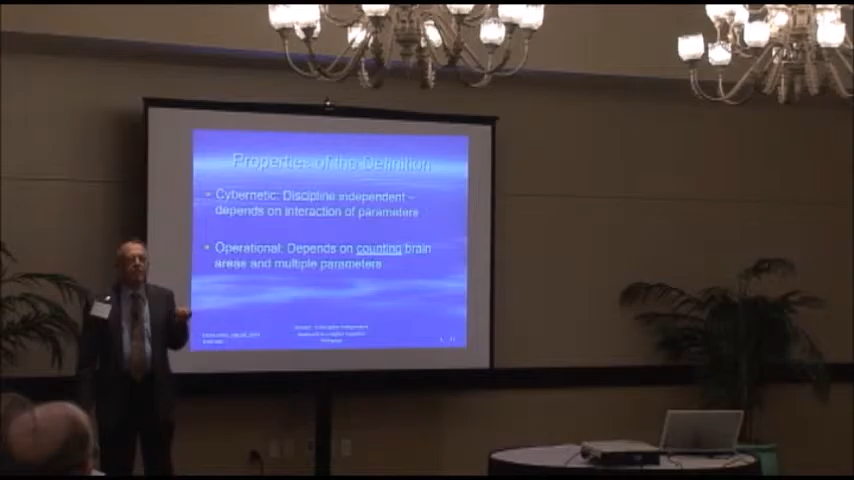 Properties of the Definition
• Cybernetic: Discipline independent –
depends on interaction of parameters
• Operational: Depends on counting brain
areas and multiple parameters